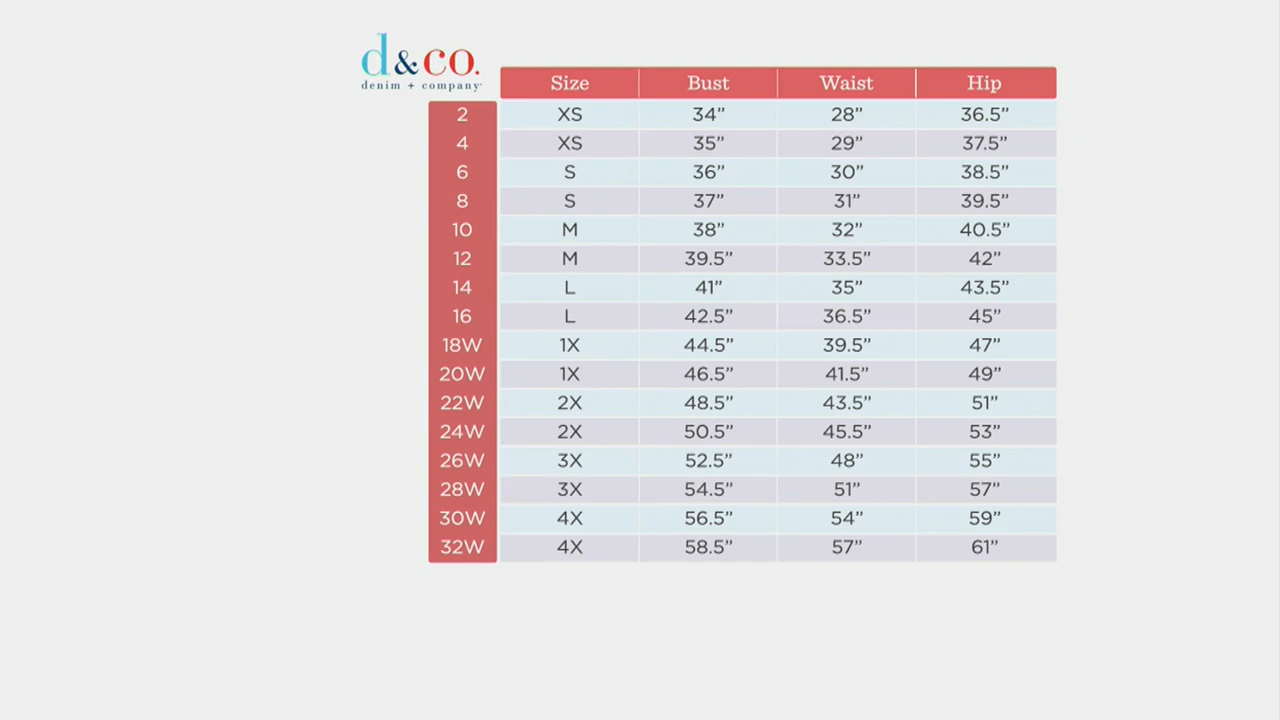 d&co.
denim + company
Size Bust Waist Hip
2 XS 34” 28” 36.5”
4 XS 35” 29” 37.5”
6 S 36” 30” 38.5”
8 S 37” 31” 39.5”
10 M 38” 32” 40.5”
12 M 39.5” 33.5” 42”
14 L 41” 35” 43.5”
16 L 42.5” 36.5” 45”
18W 1X 44.5” 39.5” 47”
20W 1X 46.5” 41.5” 49”
22W 2X 48.5” 43.5” 51”
24W 2X 50.5” 45.5” 53”
26W 3X 52.5” 48” 55”
28W 3X 54.5” 51” 57”
30W 4X 56.5” 54” 59”
32W 4X 58.5” 57” 61”